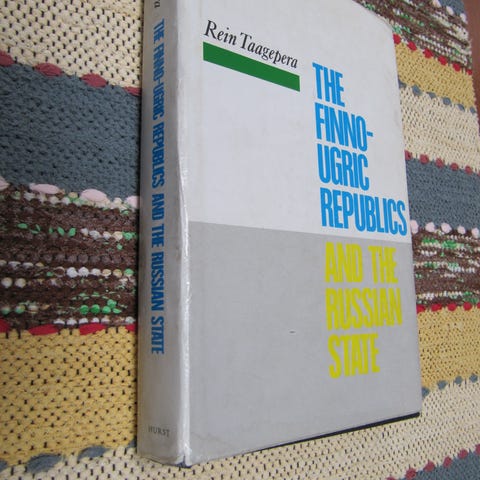 Rein Taagepera
THE
FINNO-
UGRIC
REPUBLICS
AND THE
RUSSIAN
STATE
THE FINNO-UGRIC REPUBLICS AND THE RUSSIAN STATE
HURST